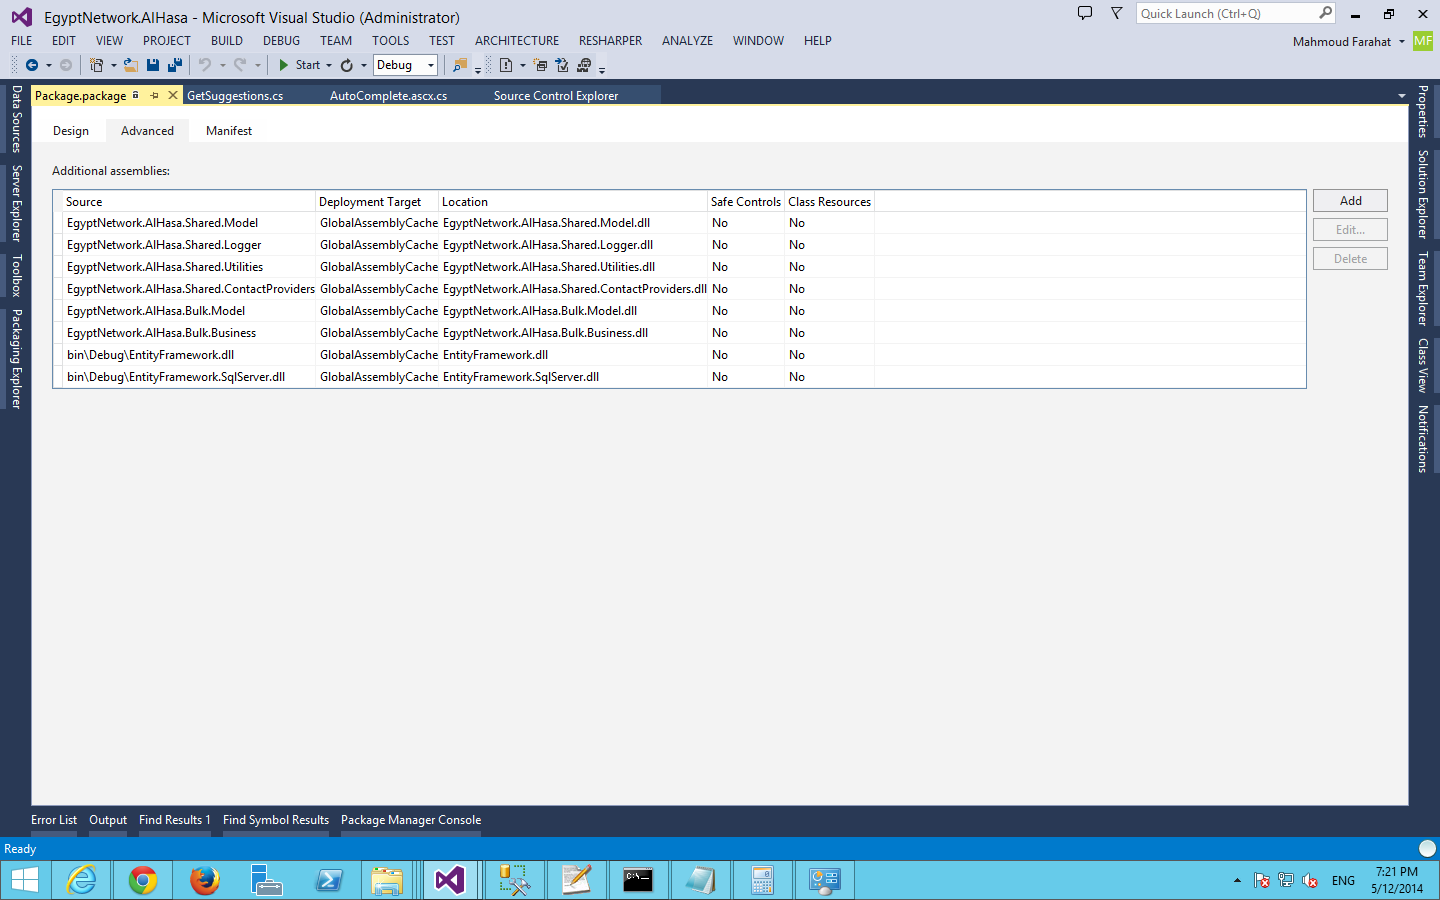 EgyptNetwork.AlHasa - Microsoft Visual Studio (Administrator)
Quick Launch (Ctrl+Q)
FILE EDIT VIEW PROJECT BUILD DEBUG TEAM TOOLS TEST ARCHITECTURE RESHARPER ANALYZE WINDOW HELP
Mahmoud Farahat MF
Start Debug
Package.package GetSuggestions.cs AutoComplete.ascx.cs Source Control Explorer
Data Sources
Server Explorer
Toolbox
Packaging Explorer
Design Advanced Manifest
Additional assemblies:
Source Deployment Target Location Safe Controls Class Resources
EgyptNetwork.AlHasa.Shared.Model GlobalAssemblyCache EgyptNetwork.AlHasa.Shared.Model.dll No No
EgyptNetwork.AlHasa.Shared.Logger GlobalAssemblyCache EgyptNetwork.AlHasa.Shared.Logger.dll No No
EgyptNetwork.AlHasa.Shared.Utilities GlobalAssemblyCache EgyptNetwork.AlHasa.Shared.Utilities.dll No No
EgyptNetwork.AlHasa.Shared.ContactProviders GlobalAssemblyCache EgyptNetwork.AlHasa.Shared.ContactProviders.dll No No
EgyptNetwork.AlHasa.Bulk.Model GlobalAssemblyCache EgyptNetwork.AlHasa.Bulk.Model.dll No No
EgyptNetwork.AlHasa.Bulk.Business GlobalAssemblyCache EgyptNetwork.AlHasa.Bulk.Business.dll No No
bin\Debug\EntityFramework.dll GlobalAssemblyCache EntityFramework.dll No No
bin\Debug\EntityFramework.SqlServer.dll GlobalAssemblyCache EntityFramework.SqlServer.dll No No
Add
Edit...
Delete
Properties
Solution Explorer
Team Explorer
Class View
Notifications
Error List Output Find Results 1 Find Symbol Results Package Manager Console
Ready
C:\
ENG
7:21 PM
5/12/2014